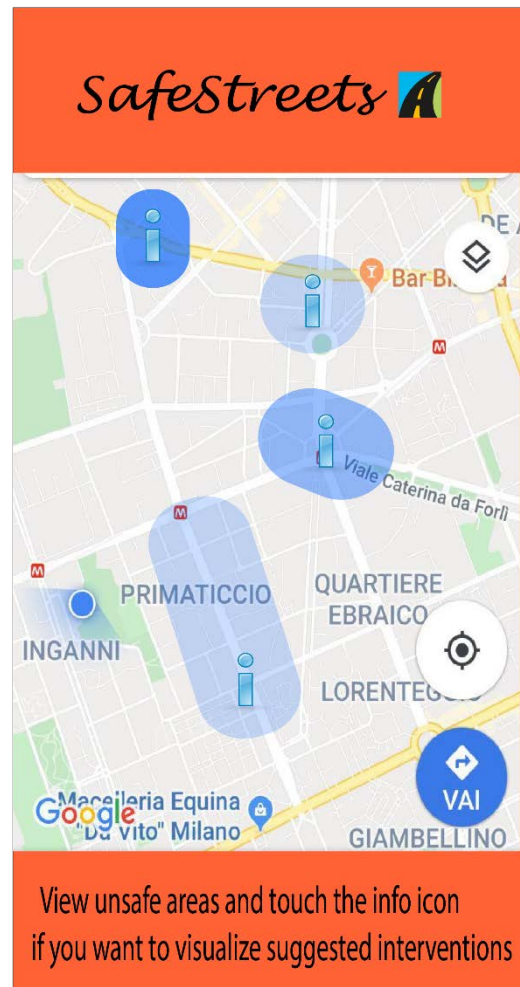 SafeStreets
DE A
Bar B
M
Viale Caterina da Forlì
M
M
PRIMATICCIO
QUARTIERE
EBRAICO
INGANNI
LORENTEGGIO
VAI
Google
Macelleria Equina
"Da Vito" Milano
GIAMBELLINO
View unsafe areas and touch the info icon
if you want to visualize suggested interventions